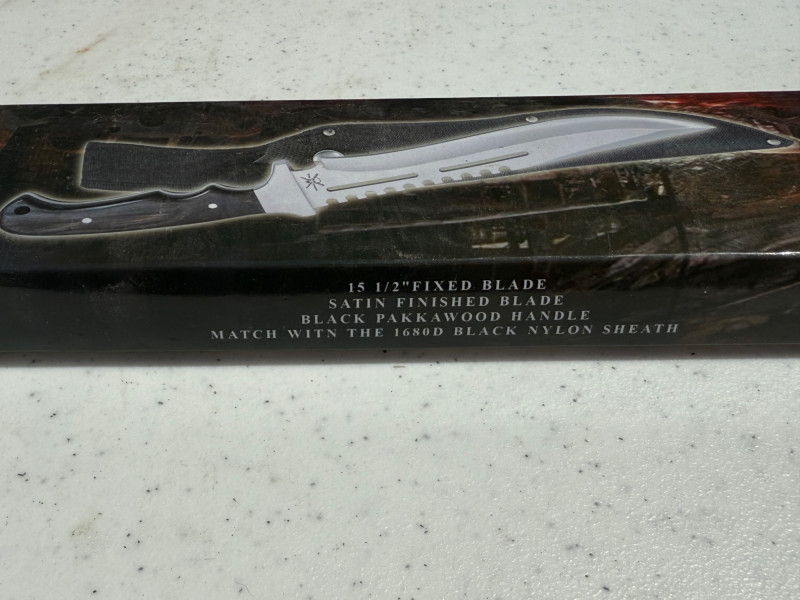 15 1/2"FIXED BLADE
SATIN FINISHED BLADE
BLACK PAKKAWOOD HANDLE
MATCH WITN THE 1680D BLACK NYLON SHEATH